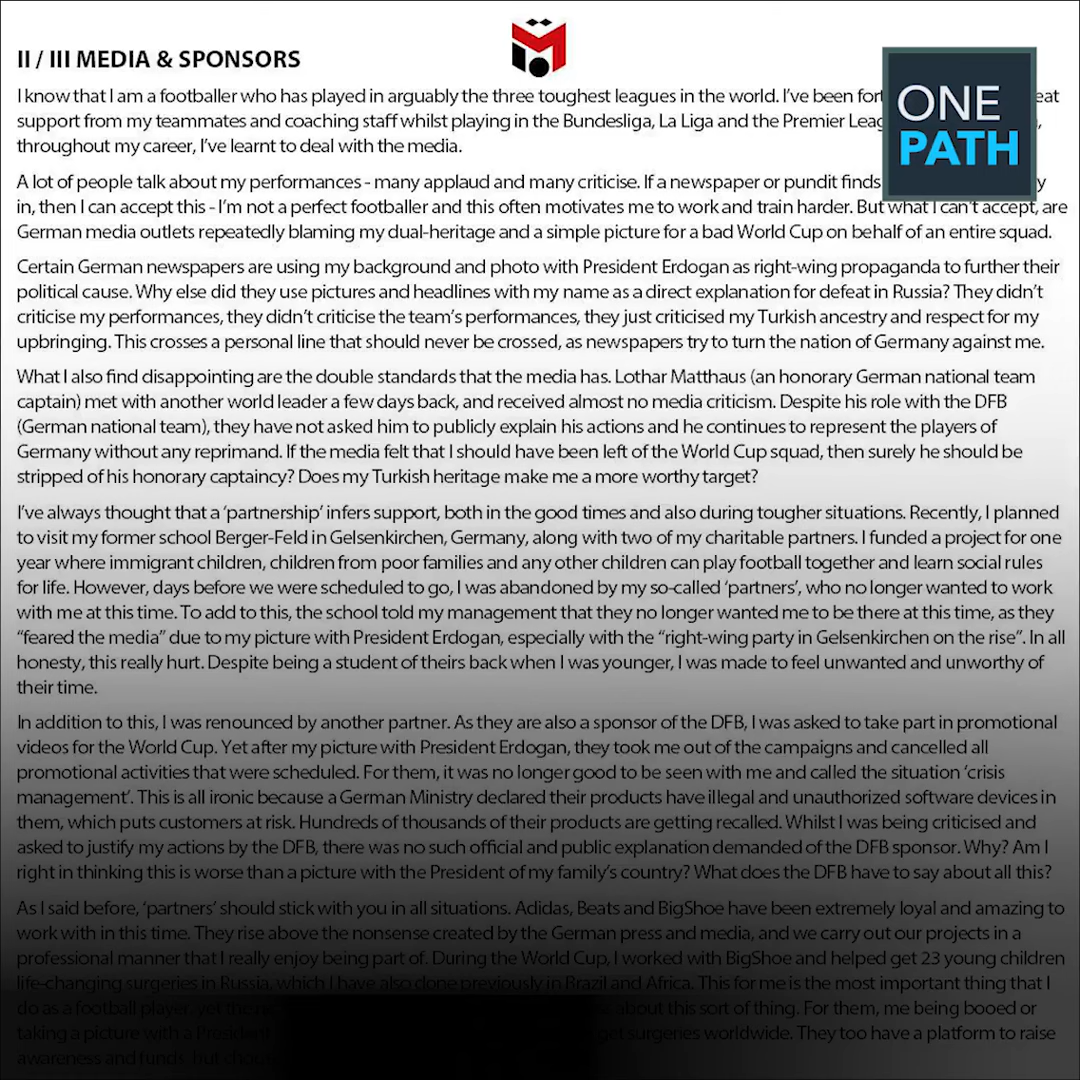 II / III MEDIA & SPONSORS
ONE
PATH
I know that I am a footballer who has played in arguably the three toughest leagues in the world. I've been eat
support from my teammates and coaching staff whilst playing in the Bundesliga, La Liga and the Premier
throughout my career, I've learnt to deal with the media.
A lot of people talk about my performances - many applaud and many criticise. If a newspaper or pundit finds
in, then I can accept this - I'm not a perfect footballer and this often motivates me to work and train harder. But what I can't accept, are
German media outlets repeatedly blaming my dual-heritage and a simple picture for a bad World Cup on behalf of an entire squad.
Certain German newspapers are using my background and photo with President Erdogan as right-wing propaganda to further their
political cause. Why else did they use pictures and headlines with my name as a direct explanation for defeat in Russia? They didn't
criticise my performances, they didn't criticise the team's performances, they just criticised my Turkish ancestry and respect for my
upbringing. This crosses a personal line that should never be crossed, as newspapers try to turn the nation of Germany against me.
What I also find disappointing are the double standards that the media has. Lothar Matthaus (an honorary German national team
captain) met with another world leader a few days back, and received almost no media criticism. Despite his role with the DFB
(German national team), they have not asked him to publicly explain his actions and he continues to represent the players of
Germany without any reprimand. If the media felt that I should have been left of the World Cup squad, then surely he should be
stripped of his honorary captaincy? Does my Turkish heritage make me a more worthy target?
I've always thought that a 'partnership' infers support, both in the good times and also during tougher situations. Recently, I planned
to visit my former school Berger-Feld in Gelsenkirchen, Germany, along with two of my charitable partners. I funded a project for one
year where immigrant children, children from poor families and any other children can play football together and learn social rules
for life. However, days before we were scheduled to go, I was abandoned by my so-called 'partners', who no longer wanted to work
with me at this time. To add to this, the school told my management that they no longer wanted me to be there at this time, as they
"feared the media" due to my picture with President Erdogan, especially with the "right-wing party in Gelsenkirchen on the rise". In all
honesty, this really hurt. Despite being a student of theirs back when I was younger, I was made to feel unwanted and unworthy of
their time.
In addition to this, I was renounced by another partner. As they are also a sponsor of the DFB, I was asked to take part in promotional
videos for the World Cup. Yet after my picture with President Erdogan, they took me out of the campaigns and cancelled all
promotional activities that were scheduled. For them, it was no longer good to be seen with me and called the situation 'crisis
management'. This is all ironic because a German Ministry declared their products have illegal and unauthorized software devices in
them, which puts customers at risk. Hundreds of thousands of their products are getting recalled. Whilst I was being criticised and
asked to justify my actions by the DFB, there was no such official and public explanation demanded of the DFB sponsor. Why? Am I
right in thinking this is worse than a picture with the President of my family's country? What does the DFB have to say about all this?
As I said before, 'partners' should stick with you in all situations. Adidas, Beats and BigShoe have been extremely loyal and amazing to
work with in this time. They rise above the nonsense created by the German press and media, and we carry out our projects in a
professional manner that I really enjoy being part of. During the World Cup, I worked with BigShoe and helped get 23 young children
life-changing surgeries in Russia, which I have also done previously in Brazil and Africa. This for me is the most important thing that I
do as a football player, yet the about this sort of thing. For them, me being booed or
taking a picture with a President get surgeries worldwide. They too have a platform to raise
awareness and funds, but